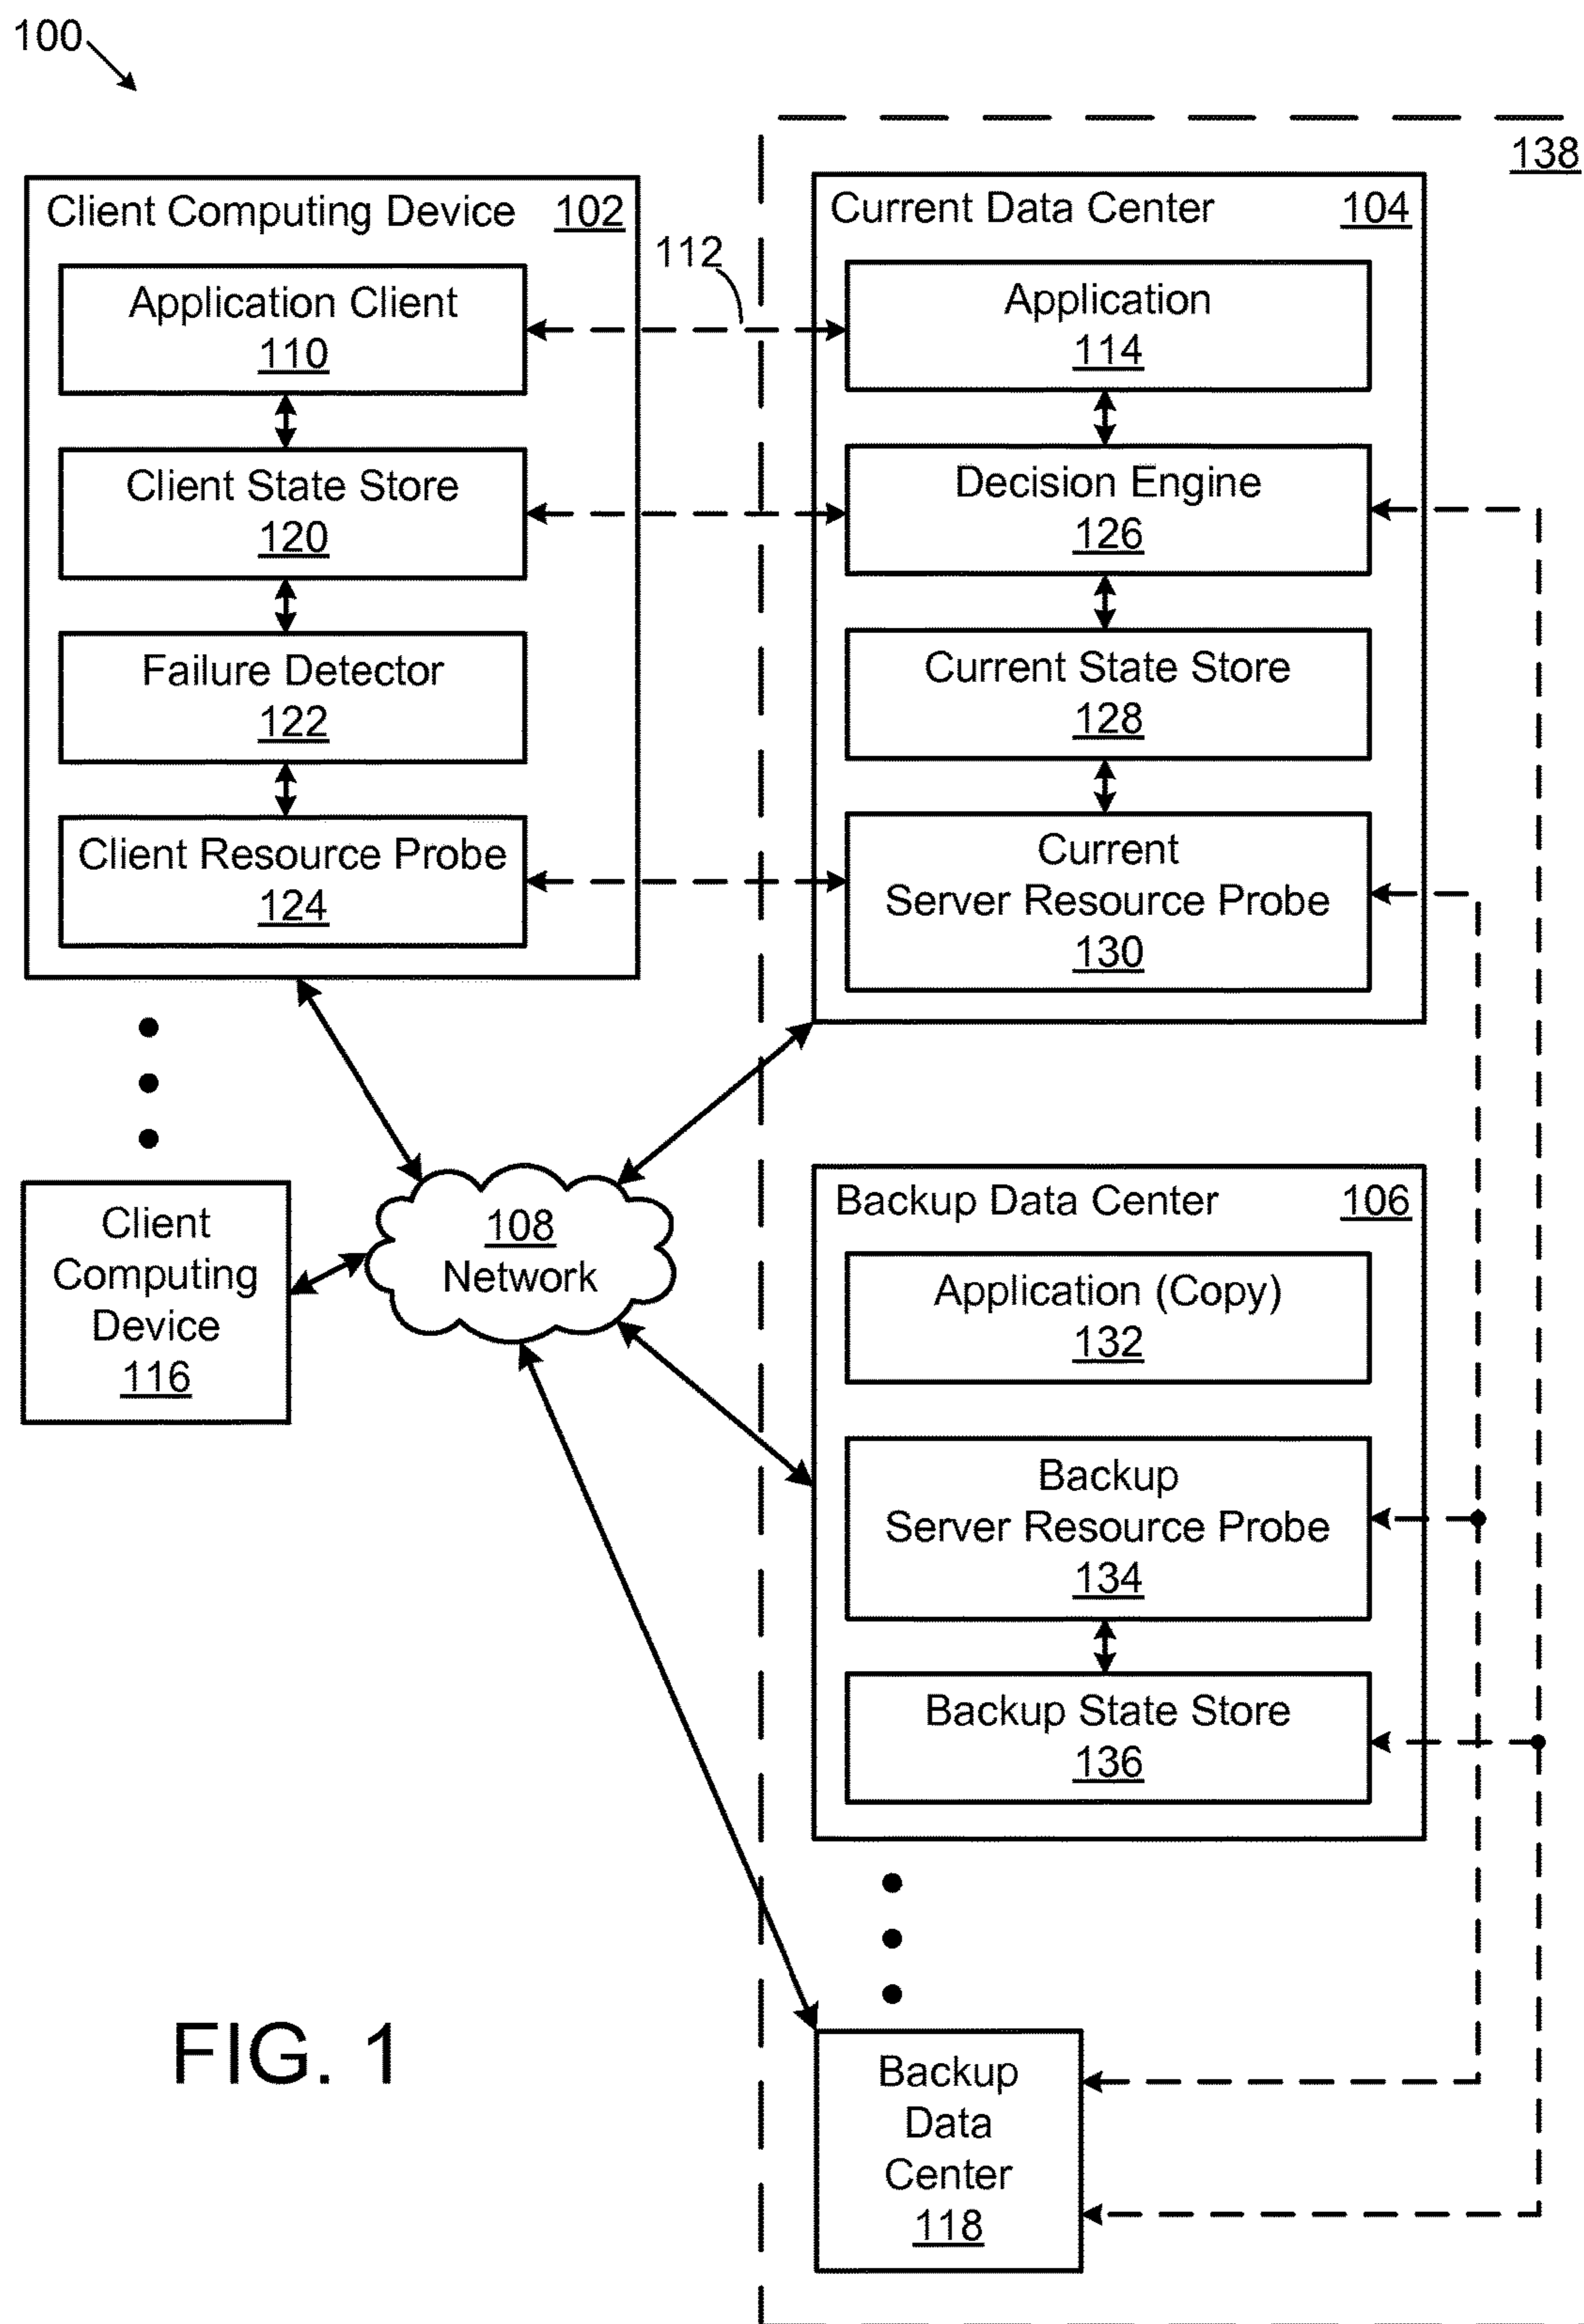 100
138
Client Computing Device 102
Application Client
110
Client State Store
120
Failure Detector
122
Client Resource Probe
124
112
Current Data Center 104
Application
114
Decision Engine
126
Current State Store
128
Current
Server Resource Probe
130
Client
Computing
Device
116
108
Network
Backup Data Center 106
Application (Copy)
132
Backup
Server Resource Probe
134
Backup State Store
136
Backup
Data
Center
118
FIG. 1